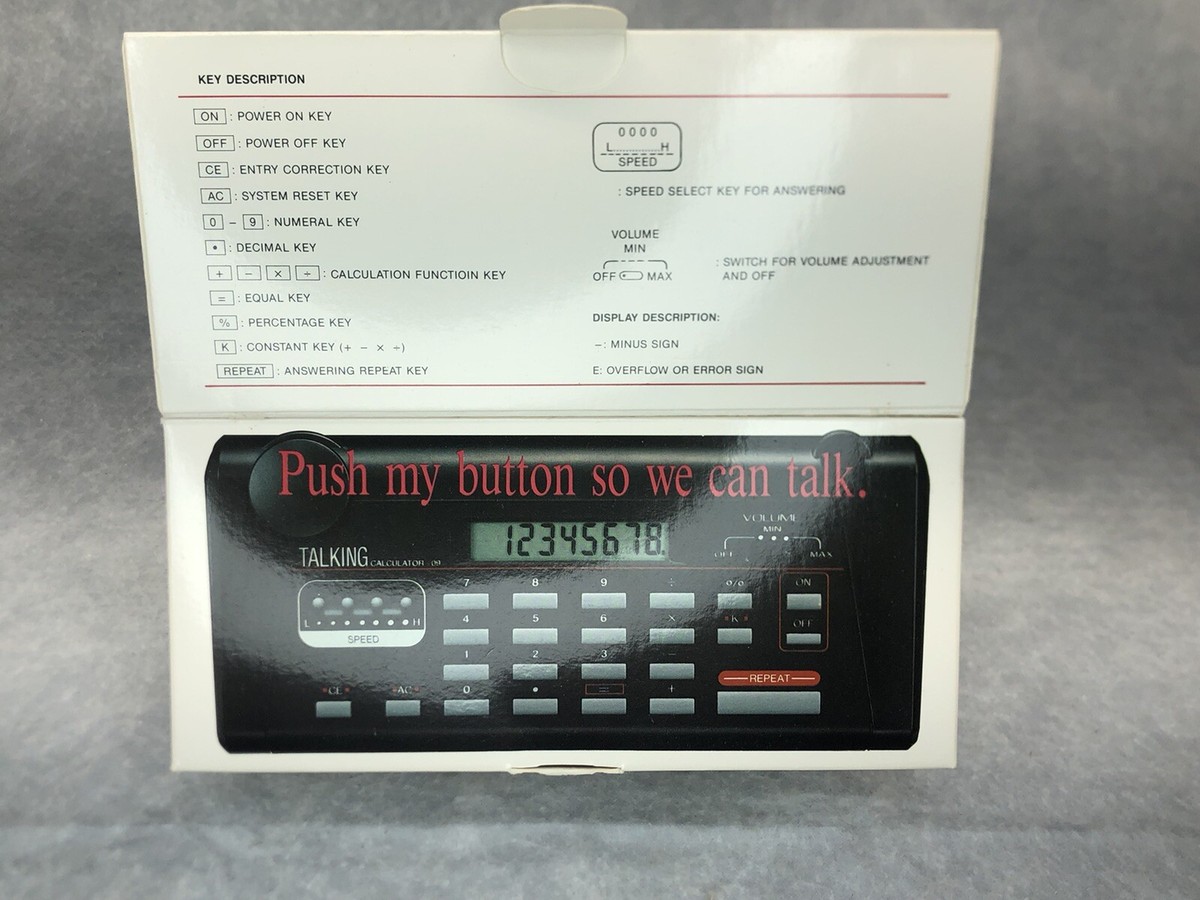 KEY DESCRIPTION
ON : POWER ON KEY
OFF : POWER OFF KEY
CE : ENTRY CORRECTION KEY
AC : SYSTEM RESET KEY
0 – 9 : NUMERAL KEY
• : DECIMAL KEY
+ − × ÷ : CALCULATION FUNCTIOIN KEY
= : EQUAL KEY
% : PERCENTAGE KEY
K : CONSTANT KEY (+ − × ÷)
REPEAT : ANSWERING REPEAT KEY
0000
L............H
SPEED
: SPEED SELECT KEY FOR ANSWERING
VOLUME
MIN
OFF MAX
: SWITCH FOR VOLUME ADJUSTMENT
AND OFF
DISPLAY DESCRIPTION:
−: MINUS SIGN
E: OVERFLOW OR ERROR SIGN
Push my button so we can talk.
12345678.
VOLUME
MIN
OFF MAX
TALKING CALCULATOR
7 8 9 ÷ % ON
L H
SPEED
4 5 6 × K OFF
1 2 3 −
REPEAT
CE AC 0 • = +